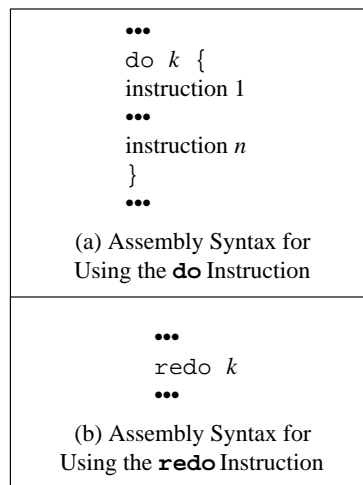 •••
do k {
instruction 1
•••
instruction n
}
•••
(a) Assembly Syntax for
Using the do Instruction
•••
redo k
•••
(b) Assembly Syntax for
Using the redo Instruction